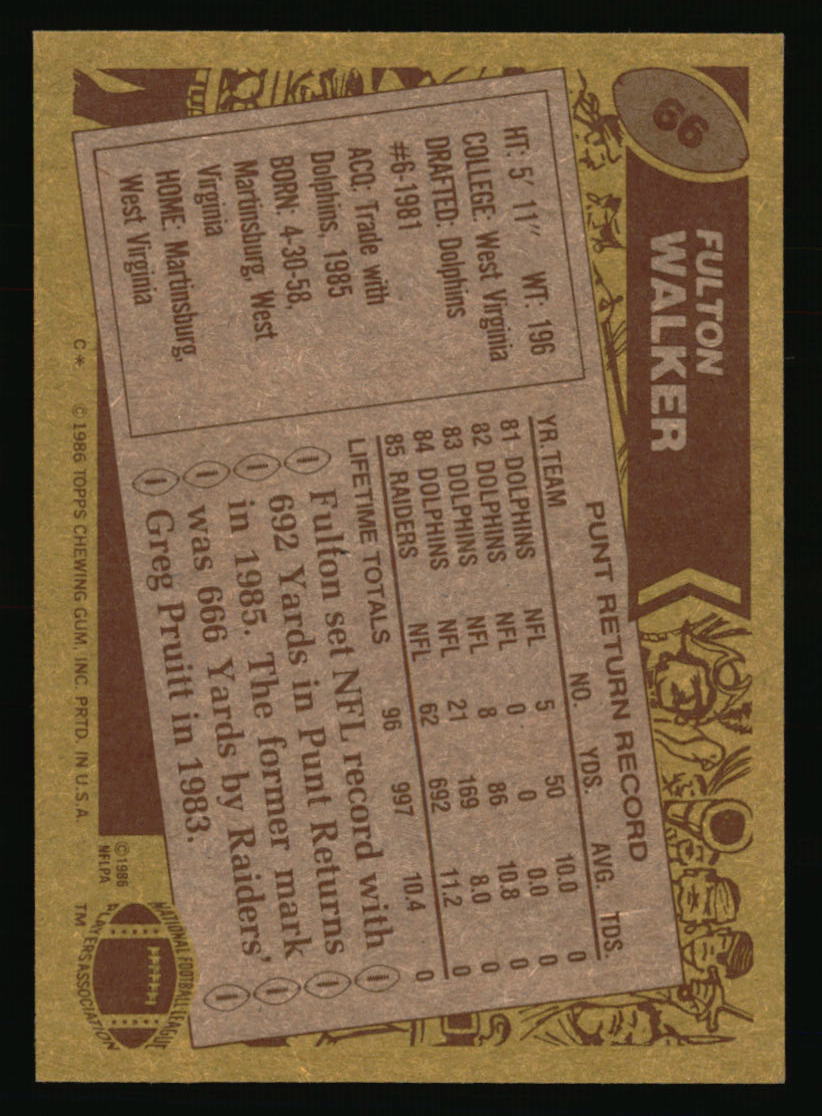 66
FULTON
WALKER
HT: 5' 11" WT: 196
COLLEGE: West Virginia
DRAFTED: Dolphins
#6-1981
ACQ: Trade with
Dolphins, 1985
BORN: 4-30-58,
Martinsburg, West
Virginia
HOME: Martinsburg,
West Virginia
PUNT RETURN RECORD
YR. TEAM NO. YDS. AVG. TDS.
81 DOLPHINS NFL 5 50 10.0 0
82 DOLPHINS NFL 0 0 0.0 0
83 DOLPHINS NFL 8 86 10.8 0
84 DOLPHINS NFL 21 169 8.0 0
85 RAIDERS NFL 62 692 11.2 0
LIFETIME TOTALS 96 997 10.4 0
Fulton set NFL record with
692 Yards in Punt Returns
in 1985. The former mark
was 666 Yards by Raiders'
Greg Pruitt in 1983.
C* ©1986 TOPPS CHEWING GUM, INC. PRTD. IN U.S.A.
©1986
NFLPA
NATIONAL FOOTBALL LEAGUE
PLAYERS ASSOCIATION
TM